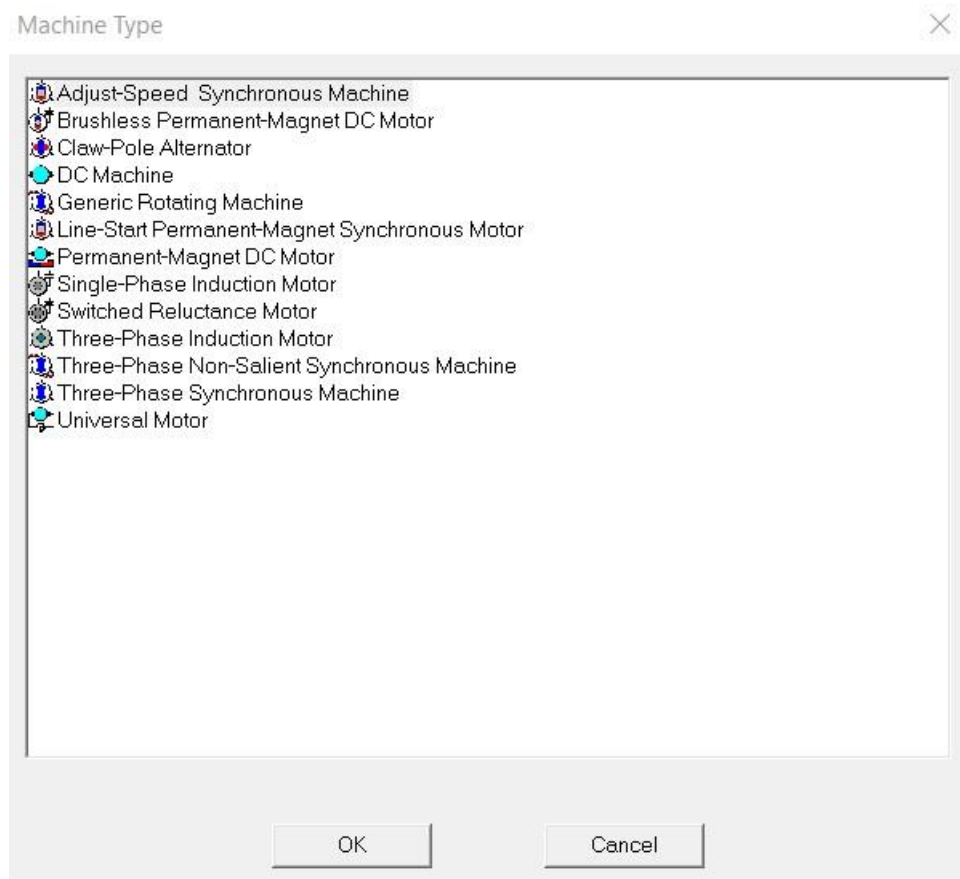 Machine Type
Adjust-Speed  Synchronous Machine
Brushless Permanent-Magnet DC Motor
Claw-Pole Alternator
DC Machine
Generic Rotating Machine
Line-Start Permanent-Magnet Synchronous Motor
Permanent-Magnet DC Motor
Single-Phase Induction Motor
Switched Reluctance Motor
Three-Phase Induction Motor
Three-Phase Non-Salient Synchronous Machine
Three-Phase Synchronous Machine
Universal Motor
OK Cancel